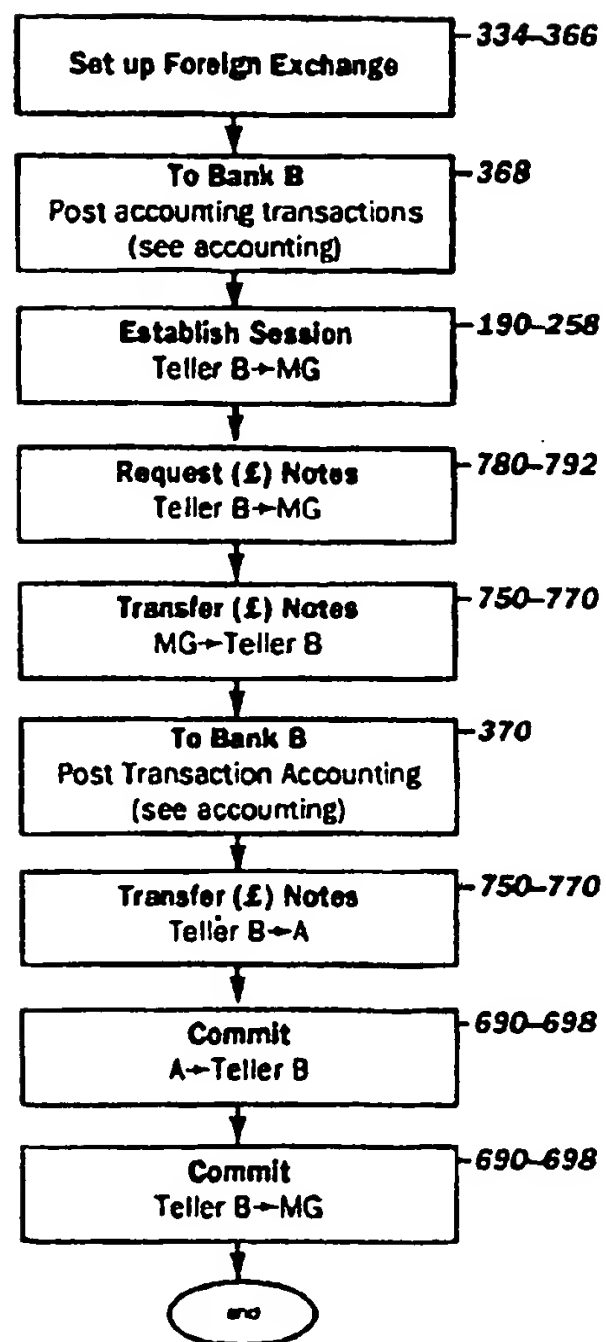 Set up Foreign Exchange
334–366
To Bank B
Post accounting transactions
(see accounting)
368
Establish Session
Teller B→MG
190–258
Request (£) Notes
Teller B→MG
780–792
Transfer (£) Notes
MG→Teller B
750–770
To Bank B
Post Transaction Accounting
(see accounting)
370
Transfer (£) Notes
Teller B→A
750–770
Commit
A→Teller B
690–698
Commit
Teller B→MG
690–698
end